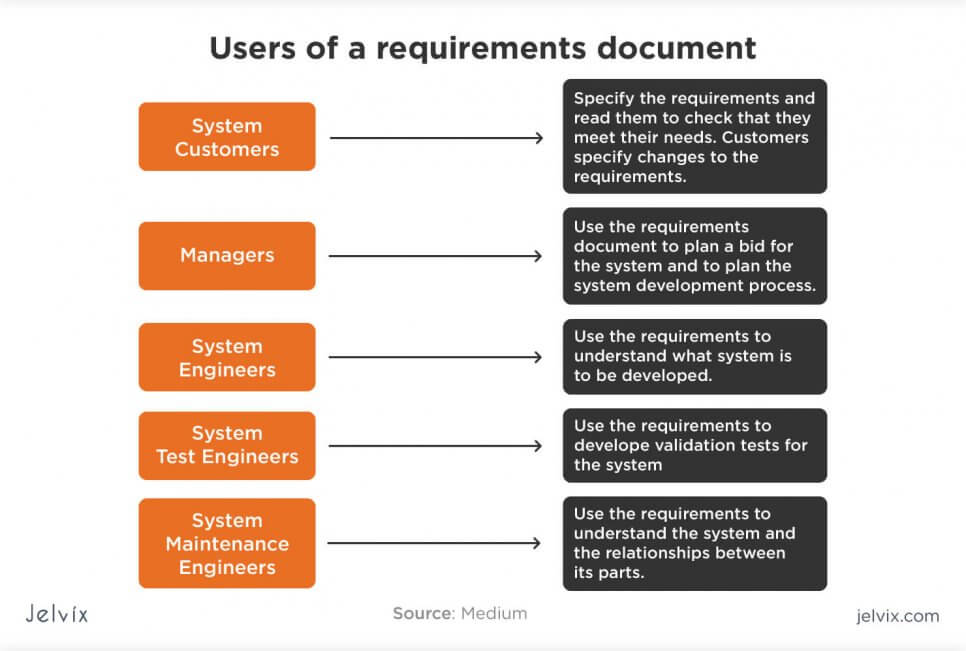 Users of a requirements document
System
Customers
Specify the requirements and
read them to check that they
meet their needs. Customers
specify changes to the
requirements.
Managers
Use the requirements
document to plan a bid for
the system and to plan the
system development process.
System
Engineers
Use the requirements to
understand what system is
to be developed.
System
Test Engineers
Use the requirements to
develope validation tests for
the system
System
Maintenance
Engineers
Use the requirements to
understand the system and
the relationships between
its parts.
Jelvix
Source: Medium
jelvix.com